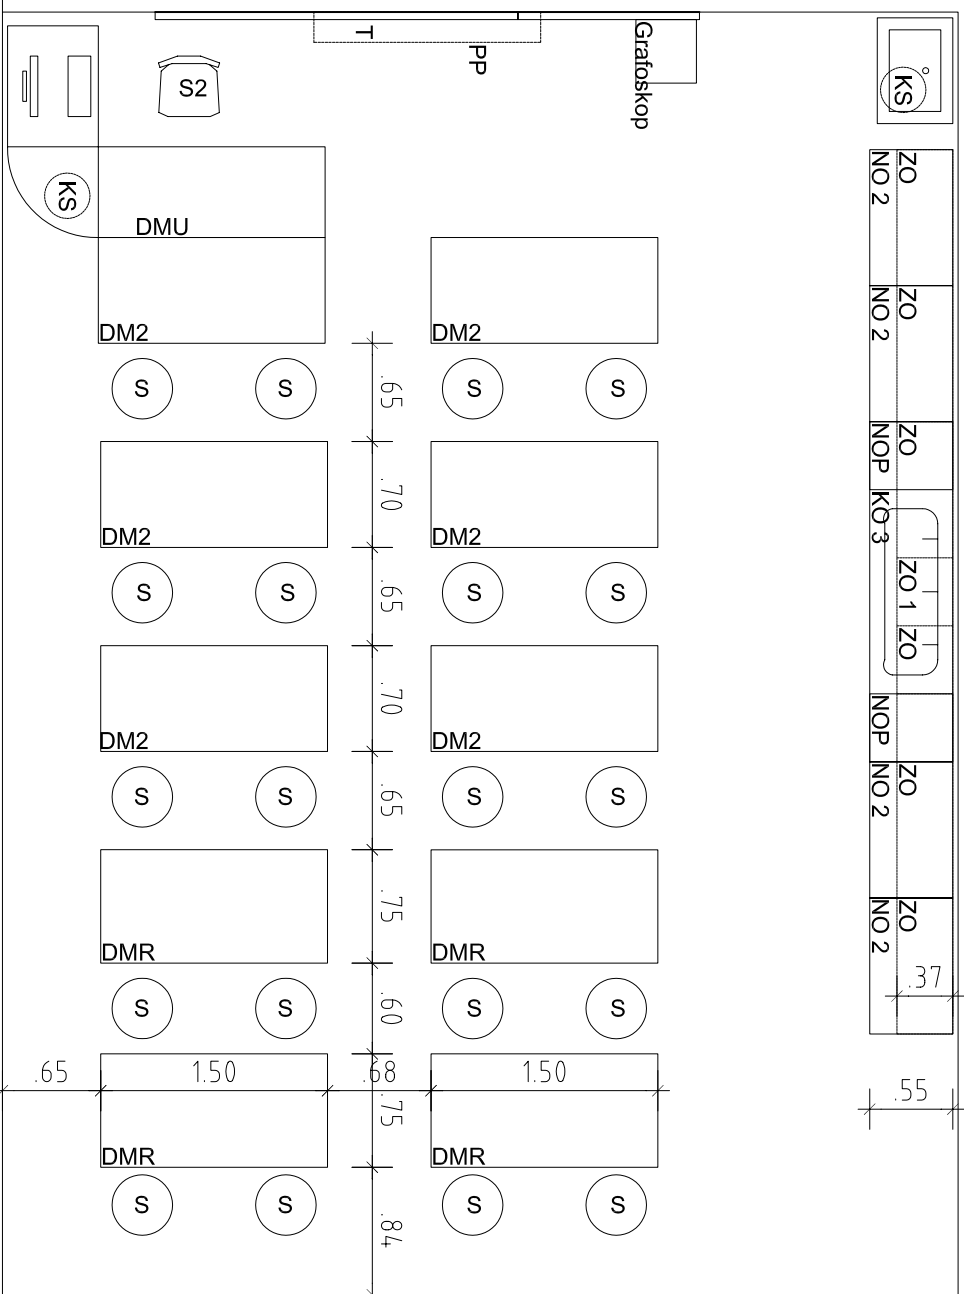 T
PP
Grafoskop
S2
KS
KS
DMU
ZO
NO 2
ZO
NO 2
ZO
NOP
KO 3
ZO 1
ZO
NOP
ZO
NO 2
ZO
NO 2
DM2
DM2
S
S
S
S
.65
DM2
DM2
.70
S
S
S
S
.65
DM2
DM2
.70
S
S
S
S
.65
DMR
DMR
.75
S
S
S
S
.60
.37
.65
1.50
.68
1.50
.55
.75
DMR
DMR
S
S
S
S
.84